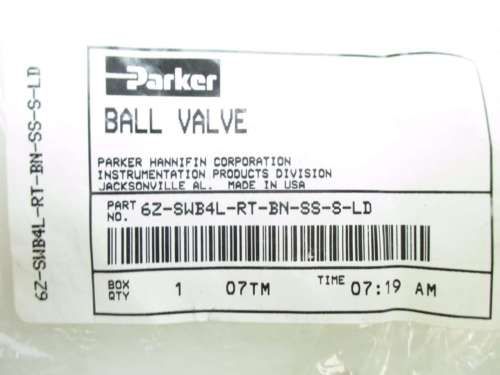 Parker
BALL VALVE
PARKER HANNIFIN CORPORATION
INSTRUMENTATION PRODUCTS DIVISION
JACKSONVILLE AL. MADE IN USA
PART NO. 6Z-SWB4L-RT-BN-SS-S-LD
BOX QTY 1 07TM TIME 07:19 AM
6Z-SWB4L-RT-BN-SS-S-LD